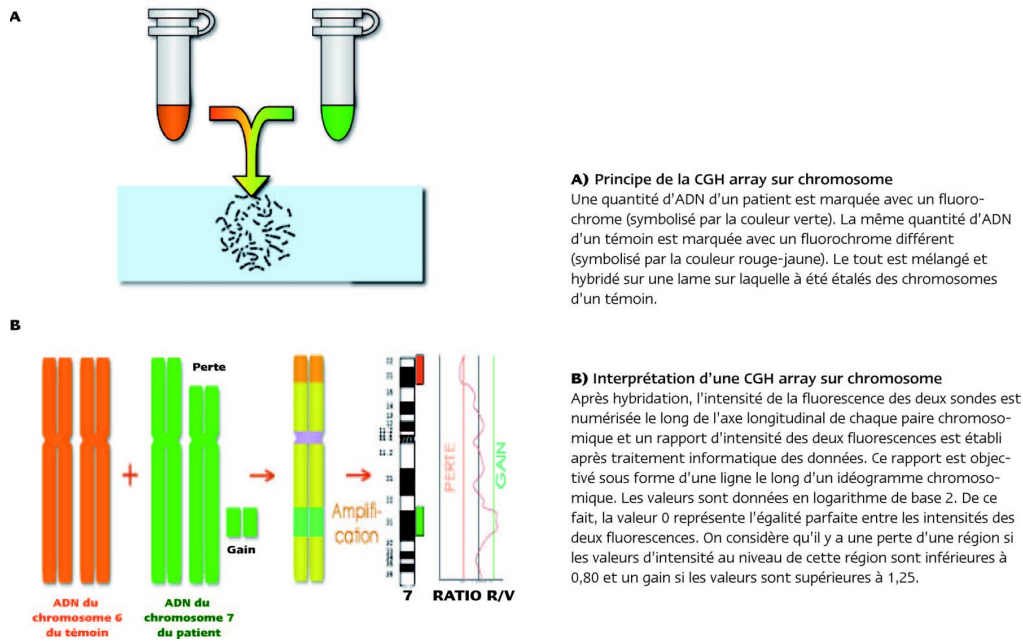 A
A) Principe de la CGH array sur chromosome
Une quantité d'ADN d'un patient est marquée avec un fluoro-
chrome (symbolisé par la couleur verte). La même quantité d'ADN
d'un témoin est marquée avec un fluorochrome différent
(symbolisé par la couleur rouge-jaune). Le tout est mélangé et
hybridé sur une lame sur laquelle à été étalés des chromosomes
d'un témoin.
B
Perte
Gain
Amplifi-
cation
PERTE
GAIN
ADN du
chromosome 6
du témoin
ADN du
chromosome 7
du patient
7
RATIO R/V
B) Interprétation d'une CGH array sur chromosome
Après hybridation, l'intensité de la fluorescence des deux sondes est
numérisée le long de l'axe longitudinal de chaque paire chromoso-
mique et un rapport d'intensité des deux fluorescences est établi
après traitement informatique des données. Ce rapport est objec-
tivé sous forme d'une ligne le long d'un idéogramme chromoso-
mique. Les valeurs sont données en logarithme de base 2. De ce
fait, la valeur 0 représente l'égalité parfaite entre les intensités des
deux fluorescences. On considère qu'il y a une perte d'une région si
les valeurs d'intensité au niveau de cette région sont inférieures à
0,80 et un gain si les valeurs sont supérieures à 1,25.